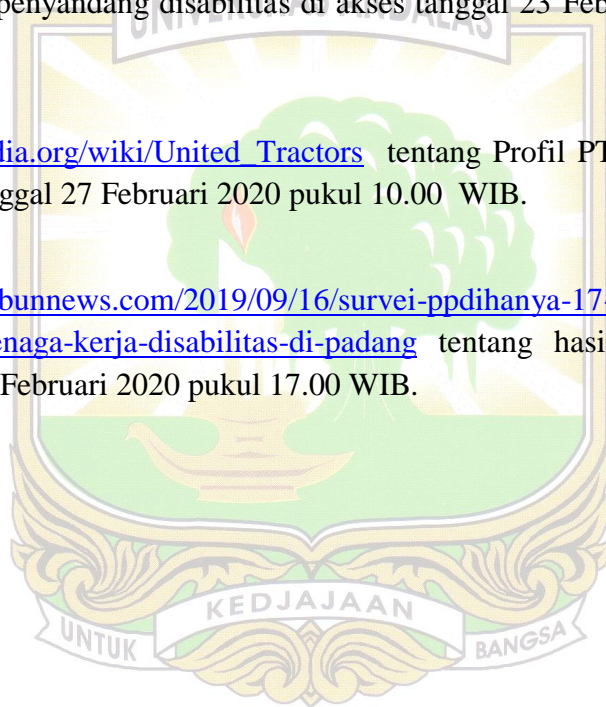 penyandang disabilitas di akses tanggal 23 Feb
UNIVERSITAS ANDALAS
dia.org/wiki/United_Tractors tentang Profil PT
ggal 27 Februari 2020 pukul 10.00 WIB.
bunnews.com/2019/09/16/survei-ppdihanya-17-
enaga-kerja-disabilitas-di-padang tentang hasi
Februari 2020 pukul 17.00 WIB.
KEDJAJAAN
UNTUK
BANGSA